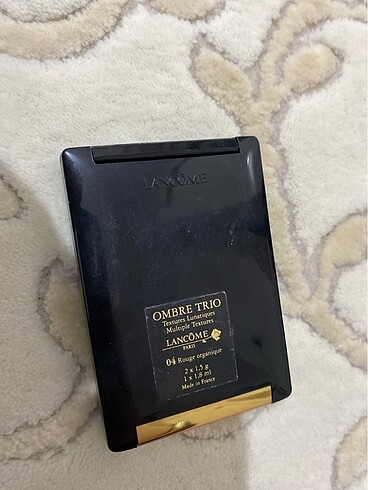 LANCÔME
OMBRE TRIO
Textures Lunatiques
Multiple Textures
LANCÔME
PARIS
04 Rouge organique
2 x 1,5 g
1 x 1,8 ml
Made in France